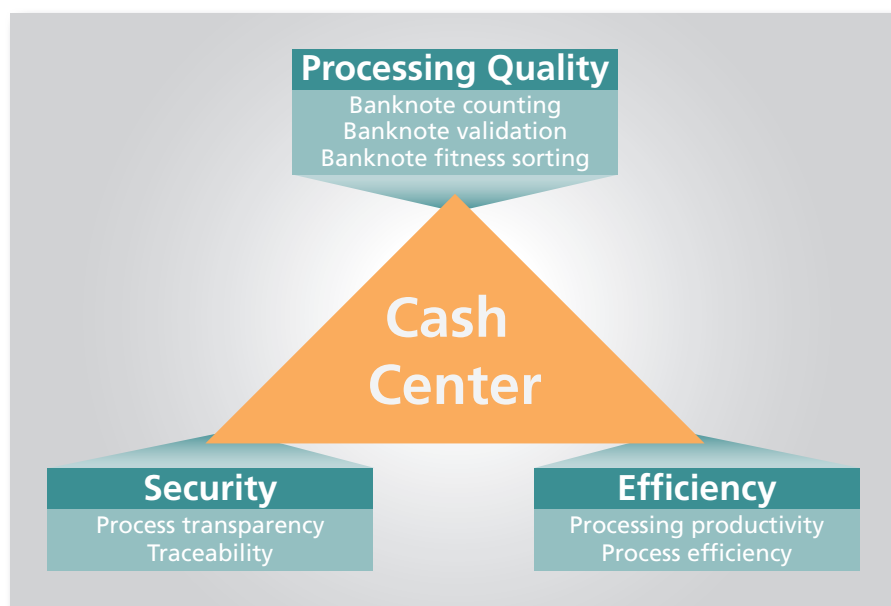 Processing Quality
Banknote counting
Banknote validation
Banknote fitness sorting
Cash
Center
Security
Process transparency
Traceability
Efficiency
Processing productivity
Process efficiency